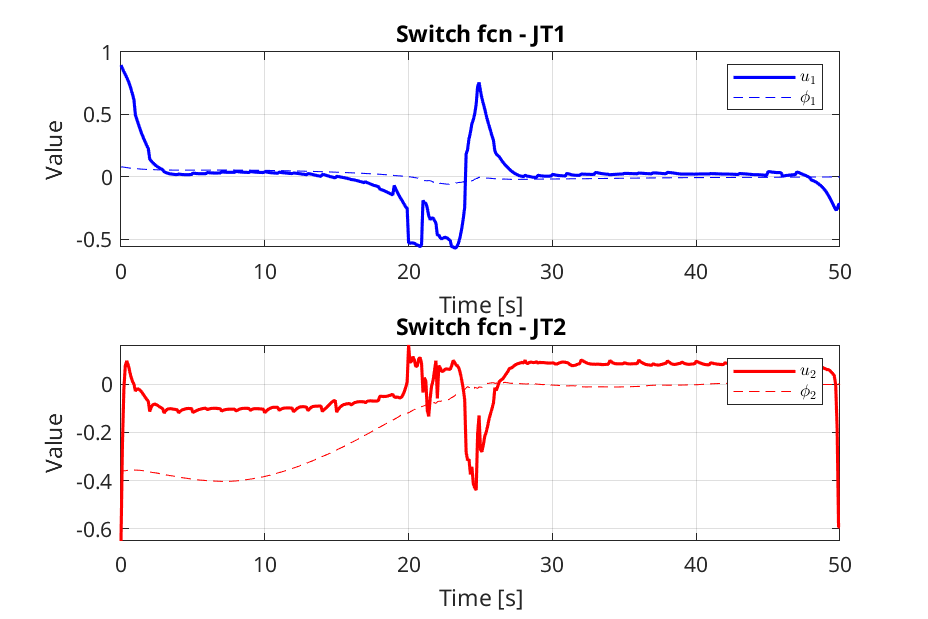 Switch fcn - JT1
Value
1
0.5
0
-0.5
u₁
ϕ₁
0 10 20 30 40 50
Time [s]
Switch fcn - JT2
Value
0
-0.2
-0.4
-0.6
u₂
ϕ₂
0 10 20 30 40 50
Time [s]